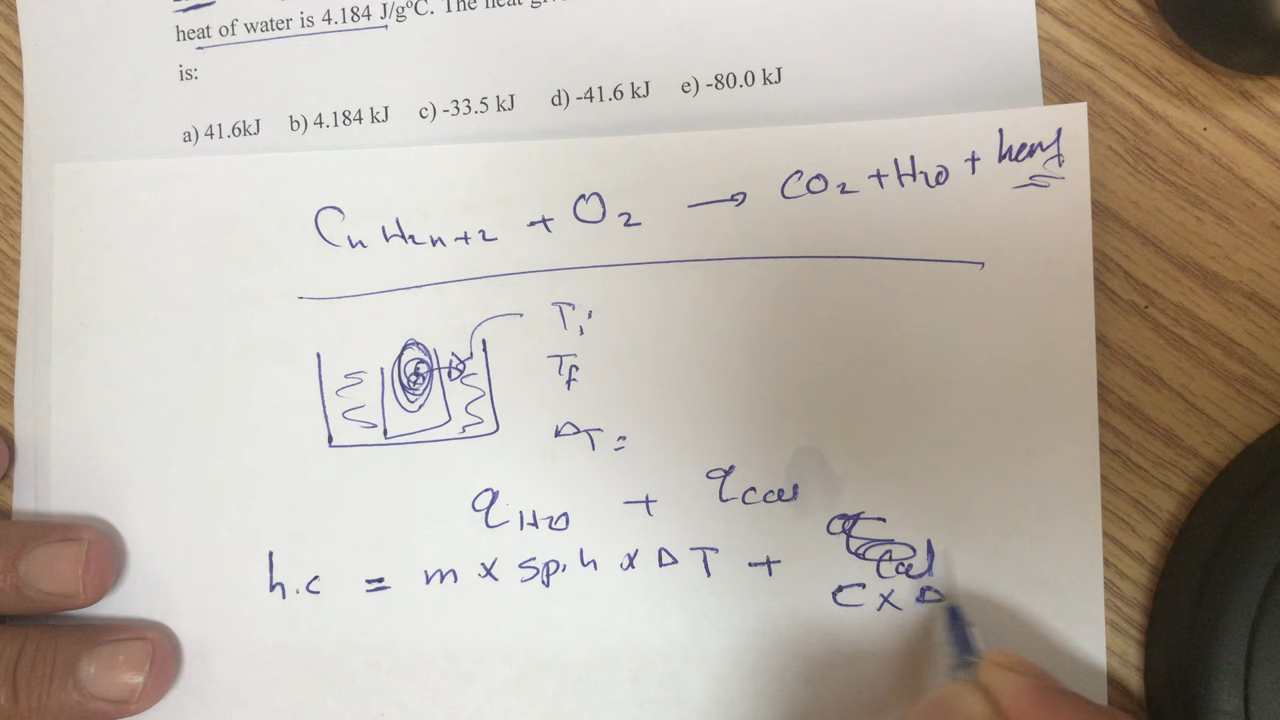 heat of water is 4.184 J/g°C. The heat
is:
a) 41.6kJ b) 4.184 kJ c) -33.5 kJ d) -41.6 kJ e) -80.0 kJ
CnH2n+2 + O2 → CO2 + H2O + heat
Ti
Tf
ΔT =
qH2O + qcal
h.c = m x sp.h x ΔT +
C x Δ